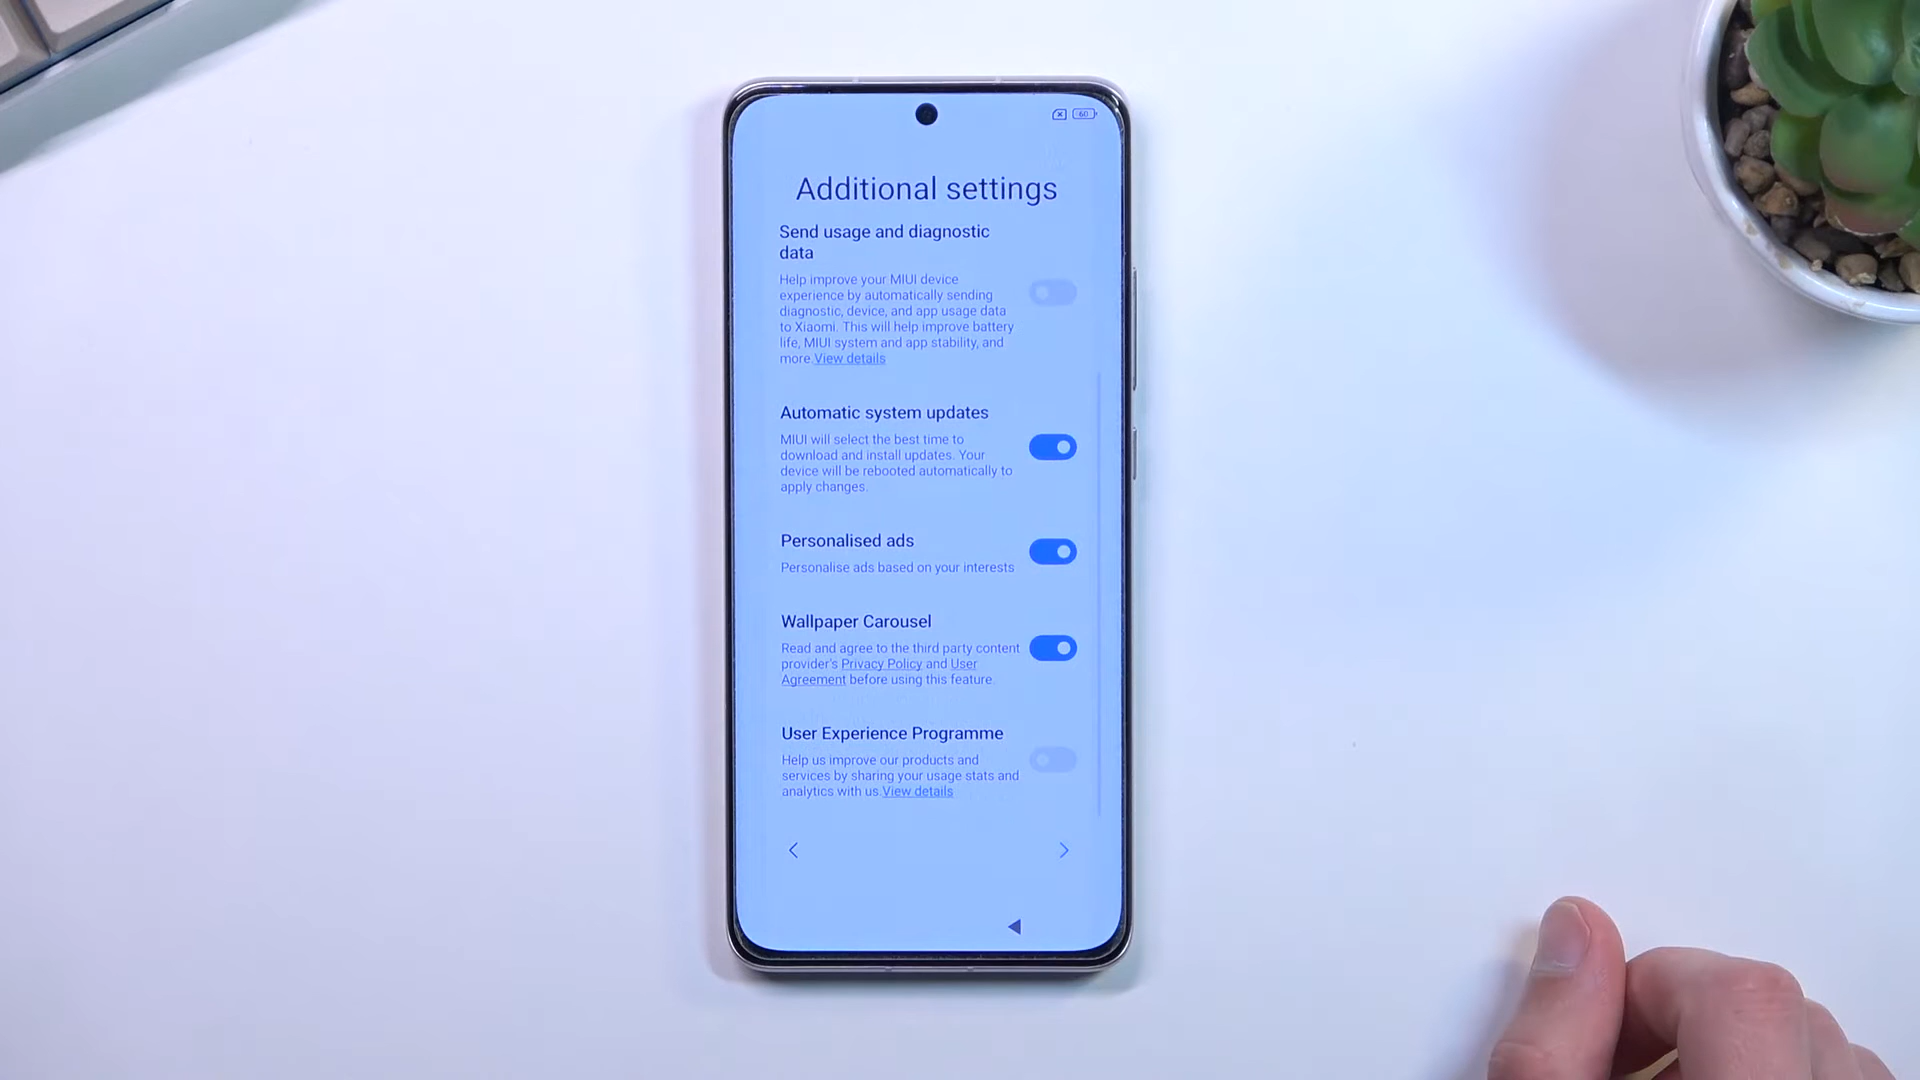 60
Additional settings
Send usage and diagnostic
data
Help improve your MIUI device
experience by automatically sending
diagnostic, device, and app usage data
to Xiaomi. This will help improve battery
life, MIUI system and app stability, and
more.View details
Automatic system updates
MIUI will select the best time to
download and install updates. Your
device will be rebooted automatically to
apply changes.
Personalised ads
Personalise ads based on your interests
Wallpaper Carousel
Read and agree to the third party content
provider's Privacy Policy and User
Agreement before using this feature.
User Experience Programme
Help us improve our products and
services by sharing your usage stats and
analytics with us.View details